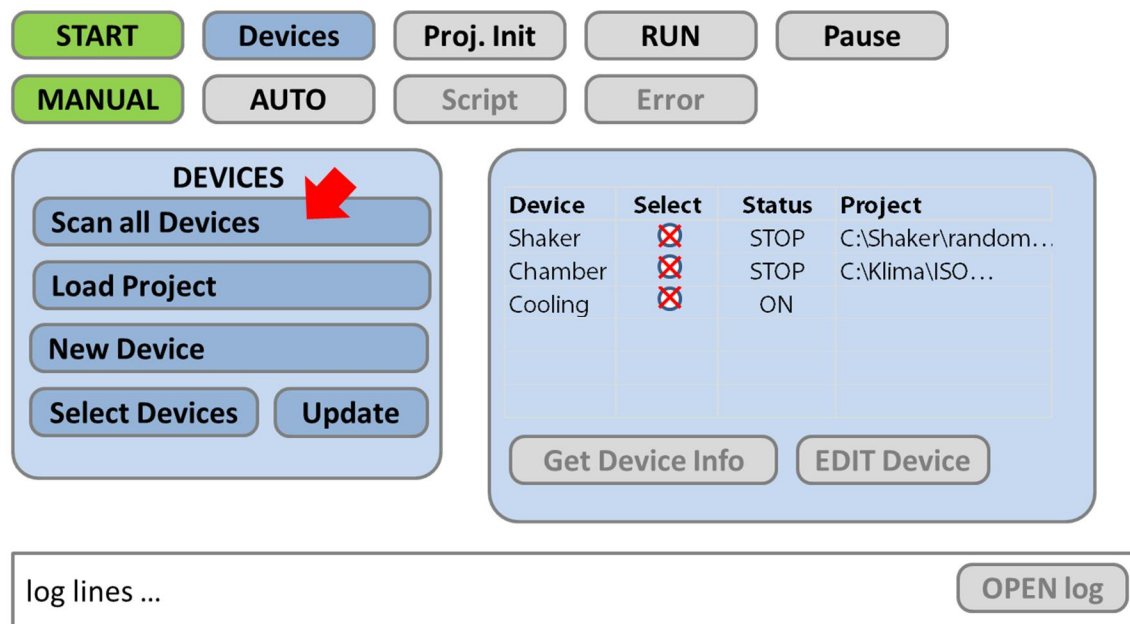 START Devices Proj. Init RUN Pause
MANUAL AUTO Script Error
DEVICES
Scan all Devices
Load Project
New Device
Select Devices Update
Device Select Status Project
Shaker STOP C:\Shaker\random...
Chamber STOP C:\Klima\ISO...
Cooling ON
Get Device Info EDIT Device
log lines ... OPEN log